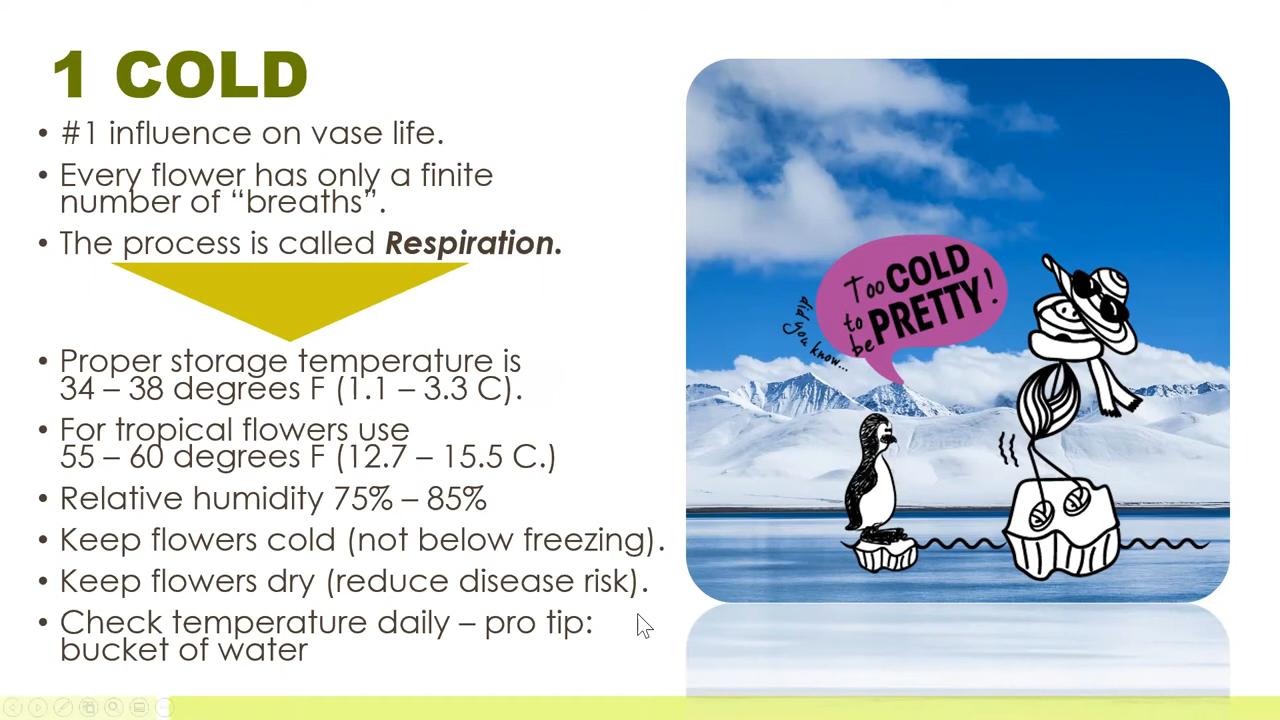 1 COLD
• #1 influence on vase life.
• Every flower has only a finite
number of “breaths”.
• The process is called Respiration.
• Proper storage temperature is
34 – 38 degrees F (1.1 – 3.3 C).
• For tropical flowers use
55 – 60 degrees F (12.7 – 15.5 C.)
• Relative humidity 75% – 85%
• Keep flowers cold (not below freezing).
• Keep flowers dry (reduce disease risk).
• Check temperature daily – pro tip:
bucket of water
did you know...
Too COLD
to PRETTY!
be